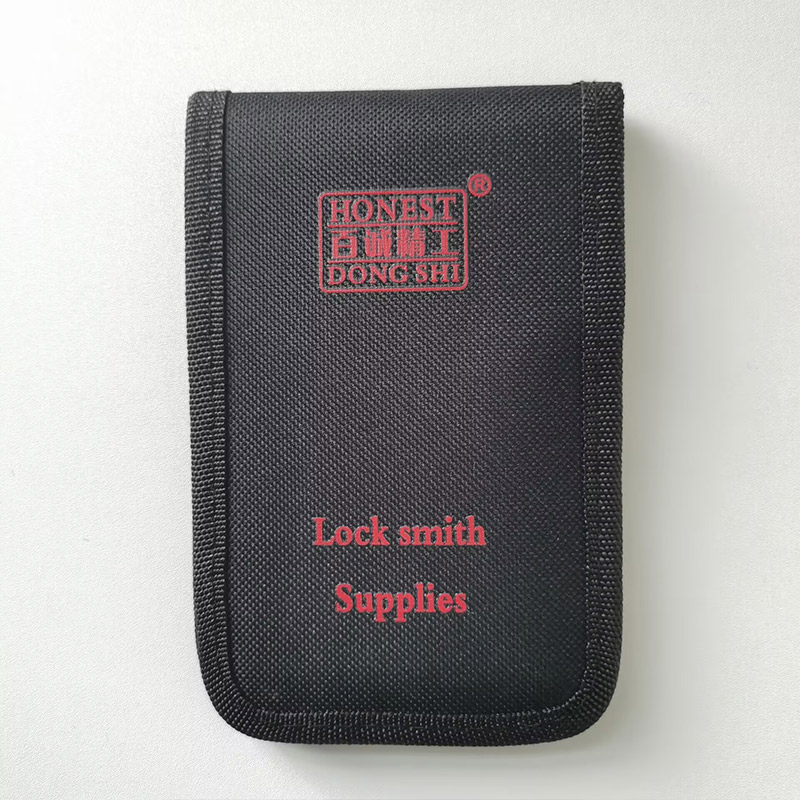 HONEST
百诚精工
DONG SHI
®
Lock smith
Supplies